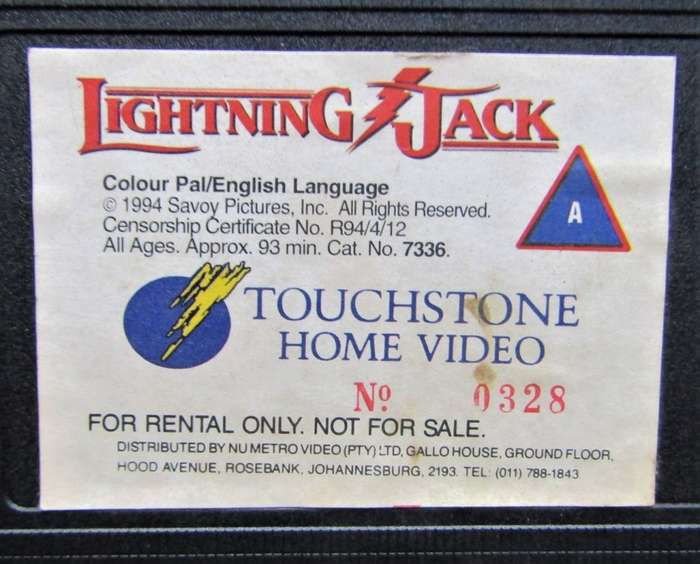 LIGHTNING JACK
Colour Pal/English Language
© 1994 Savoy Pictures, Inc. All Rights Reserved.
Censorship Certificate No. R94/4/12
All Ages. Approx. 93 min. Cat. No. 7336.
A
TOUCHSTONE
HOME VIDEO
No 0328
FOR RENTAL ONLY. NOT FOR SALE.
DISTRIBUTED BY NU METRO VIDEO (PTY) LTD, GALLO HOUSE, GROUND FLOOR,
HOOD AVENUE, ROSEBANK, JOHANNESBURG, 2193. TEL: (011) 788-1843